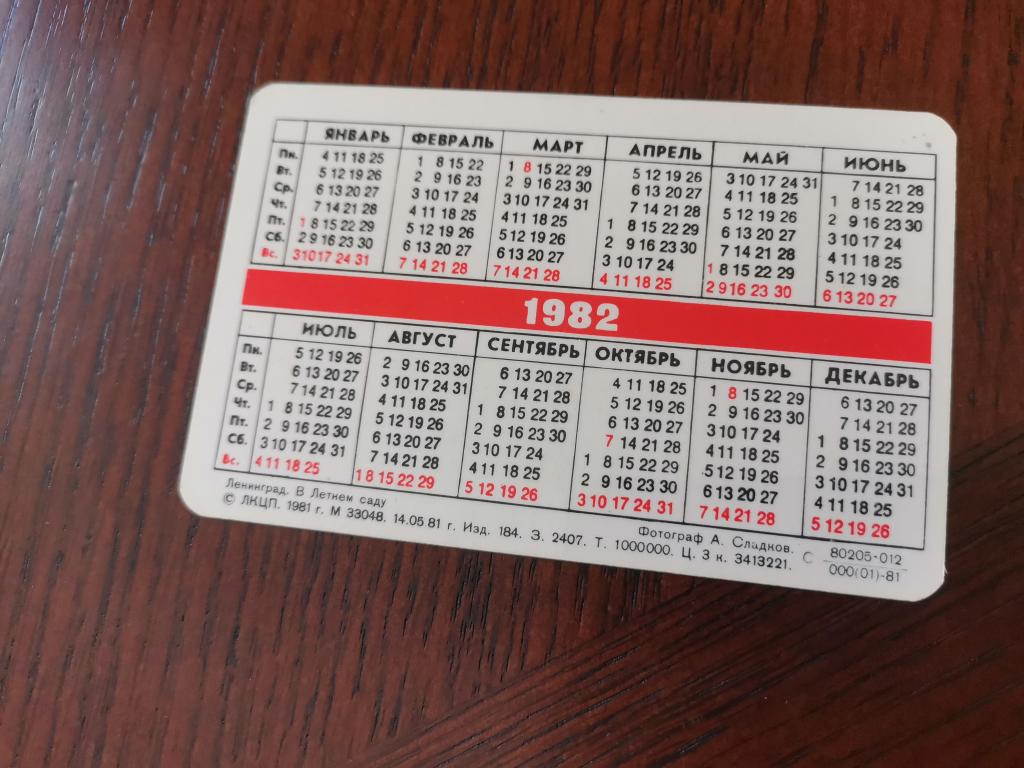 ЯНВАРЬ ФЕВРАЛЬ МАРТ АПРЕЛЬ МАЙ ИЮНЬ
Пн. 4 11 18 25 1 8 15 22 1 8 15 22 29 5 12 19 26 3 10 17 24 31 7 14 21 28
Вт. 5 12 19 26 2 9 16 23 2 9 16 23 30 6 13 20 27 4 11 18 25 1 8 15 22 29
Ср. 6 13 20 27 3 10 17 24 3 10 17 24 31 7 14 21 28 5 12 19 26 2 9 16 23 30
Чт. 7 14 21 28 4 11 18 25 4 11 18 25 1 8 15 22 29 6 13 20 27 3 10 17 24
Пт. 1 8 15 22 29 5 12 19 26 5 12 19 26 2 9 16 23 30 7 14 21 28 4 11 18 25
Сб. 2 9 16 23 30 6 13 20 27 6 13 20 27 3 10 17 24 1 8 15 22 29 5 12 19 26
Вс. 3 10 17 24 31 7 14 21 28 7 14 21 28 4 11 18 25 2 9 16 23 30 6 13 20 27
1982
ИЮЛЬ АВГУСТ СЕНТЯБРЬ ОКТЯБРЬ НОЯБРЬ ДЕКАБРЬ
Пн. 5 12 19 26 2 9 16 23 30 6 13 20 27 4 11 18 25 1 8 15 22 29 6 13 20 27
Вт. 6 13 20 27 3 10 17 24 31 7 14 21 28 5 12 19 26 2 9 16 23 30 7 14 21 28
Ср. 7 14 21 28 4 11 18 25 1 8 15 22 29 6 13 20 27 3 10 17 24 1 8 15 22 29
Чт. 1 8 15 22 29 5 12 19 26 2 9 16 23 30 7 14 21 28 4 11 18 25 2 9 16 23 30
Пт. 2 9 16 23 30 6 13 20 27 3 10 17 24 1 8 15 22 29 5 12 19 26 3 10 17 24 31
Сб. 3 10 17 24 31 7 14 21 28 4 11 18 25 2 9 16 23 30 6 13 20 27 4 11 18 25
Вс. 4 11 18 25 1 8 15 22 29 5 12 19 26 3 10 17 24 31 7 14 21 28 5 12 19 26
Ленинград. В Летнем саду Фотограф А. Сладков.
© ЛКЦП. 1981 г. М 33048. 14.05 81 г. Изд. 184. З. 2407. Т. 1000000. Ц. 3 к. 3413221. С 80205-012
000(01)-81